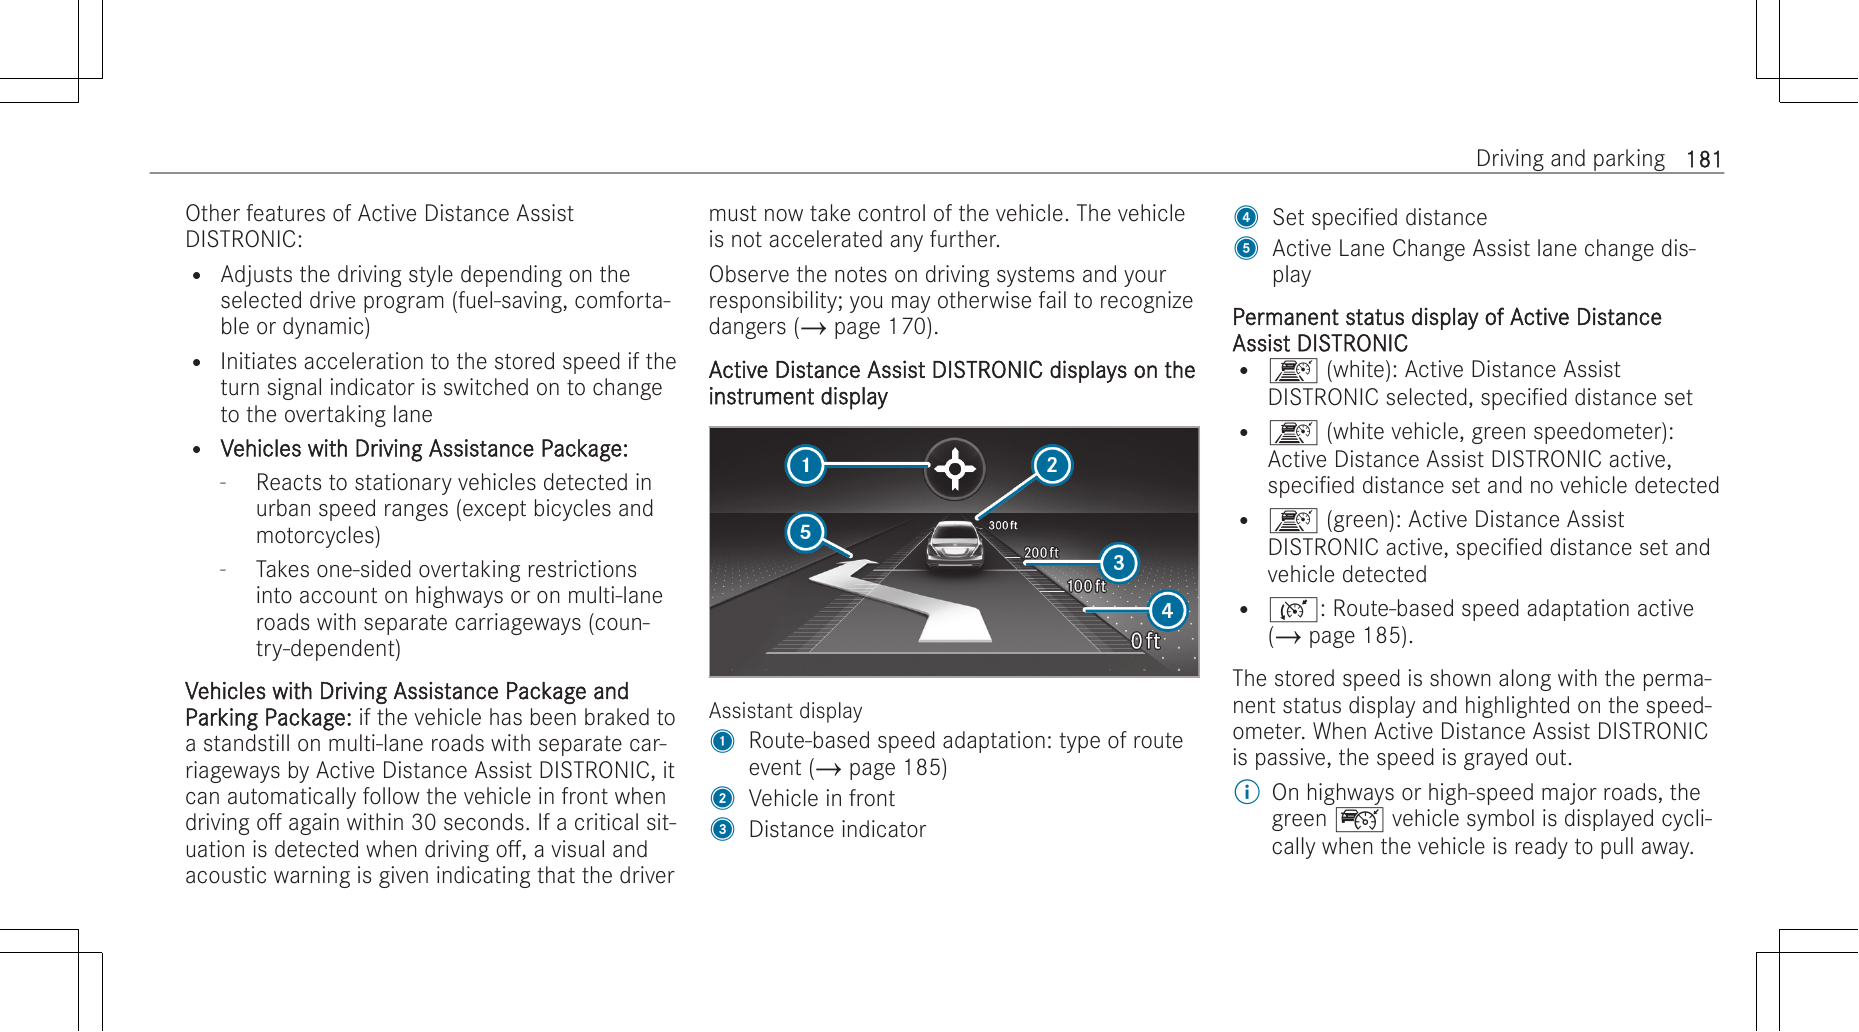 Driving and parking 181
Other features of Active Distance Assist
DISTRONIC:
• Adjusts the driving style depending on the
selected drive program (fuel-saving, comforta-
ble or dynamic)
• Initiates acceleration to the stored speed if the
turn signal indicator is switched on to change
to the overtaking lane
• Vehicles with Driving Assistance Package:
- Reacts to stationary vehicles detected in
urban speed ranges (except bicycles and
motorcycles)
- Takes one-sided overtaking restrictions
into account on highways or on multi-lane
roads with separate carriageways (coun-
try-dependent)
Vehicles with Driving Assistance Package and
Parking Package: if the vehicle has been braked to
a standstill on multi-lane roads with separate car-
riageways by Active Distance Assist DISTRONIC, it
can automatically follow the vehicle in front when
driving off again within 30 seconds. If a critical sit-
uation is detected when driving off, a visual and
acoustic warning is given indicating that the driver
must now take control of the vehicle. The vehicle
is not accelerated any further.
Observe the notes on driving systems and your
responsibility; you may otherwise fail to recognize
dangers (→ page 170).
Active Distance Assist DISTRONIC displays on the
instrument display
1
2
300 ft
5
200 ft
3
100 ft
4
0 ft
Assistant display
1 Route-based speed adaptation: type of route
event (→ page 185)
2 Vehicle in front
3 Distance indicator
4 Set specified distance
5 Active Lane Change Assist lane change dis-
play
Permanent status display of Active Distance
Assist DISTRONIC
• (white): Active Distance Assist
DISTRONIC selected, specified distance set
• (white vehicle, green speedometer):
Active Distance Assist DISTRONIC active,
specified distance set and no vehicle detected
• (green): Active Distance Assist
DISTRONIC active, specified distance set and
vehicle detected
• : Route-based speed adaptation active
(→ page 185).
The stored speed is shown along with the perma-
nent status display and highlighted on the speed-
ometer. When Active Distance Assist DISTRONIC
is passive, the speed is grayed out.
i On highways or high-speed major roads, the
green vehicle symbol is displayed cycli-
cally when the vehicle is ready to pull away.